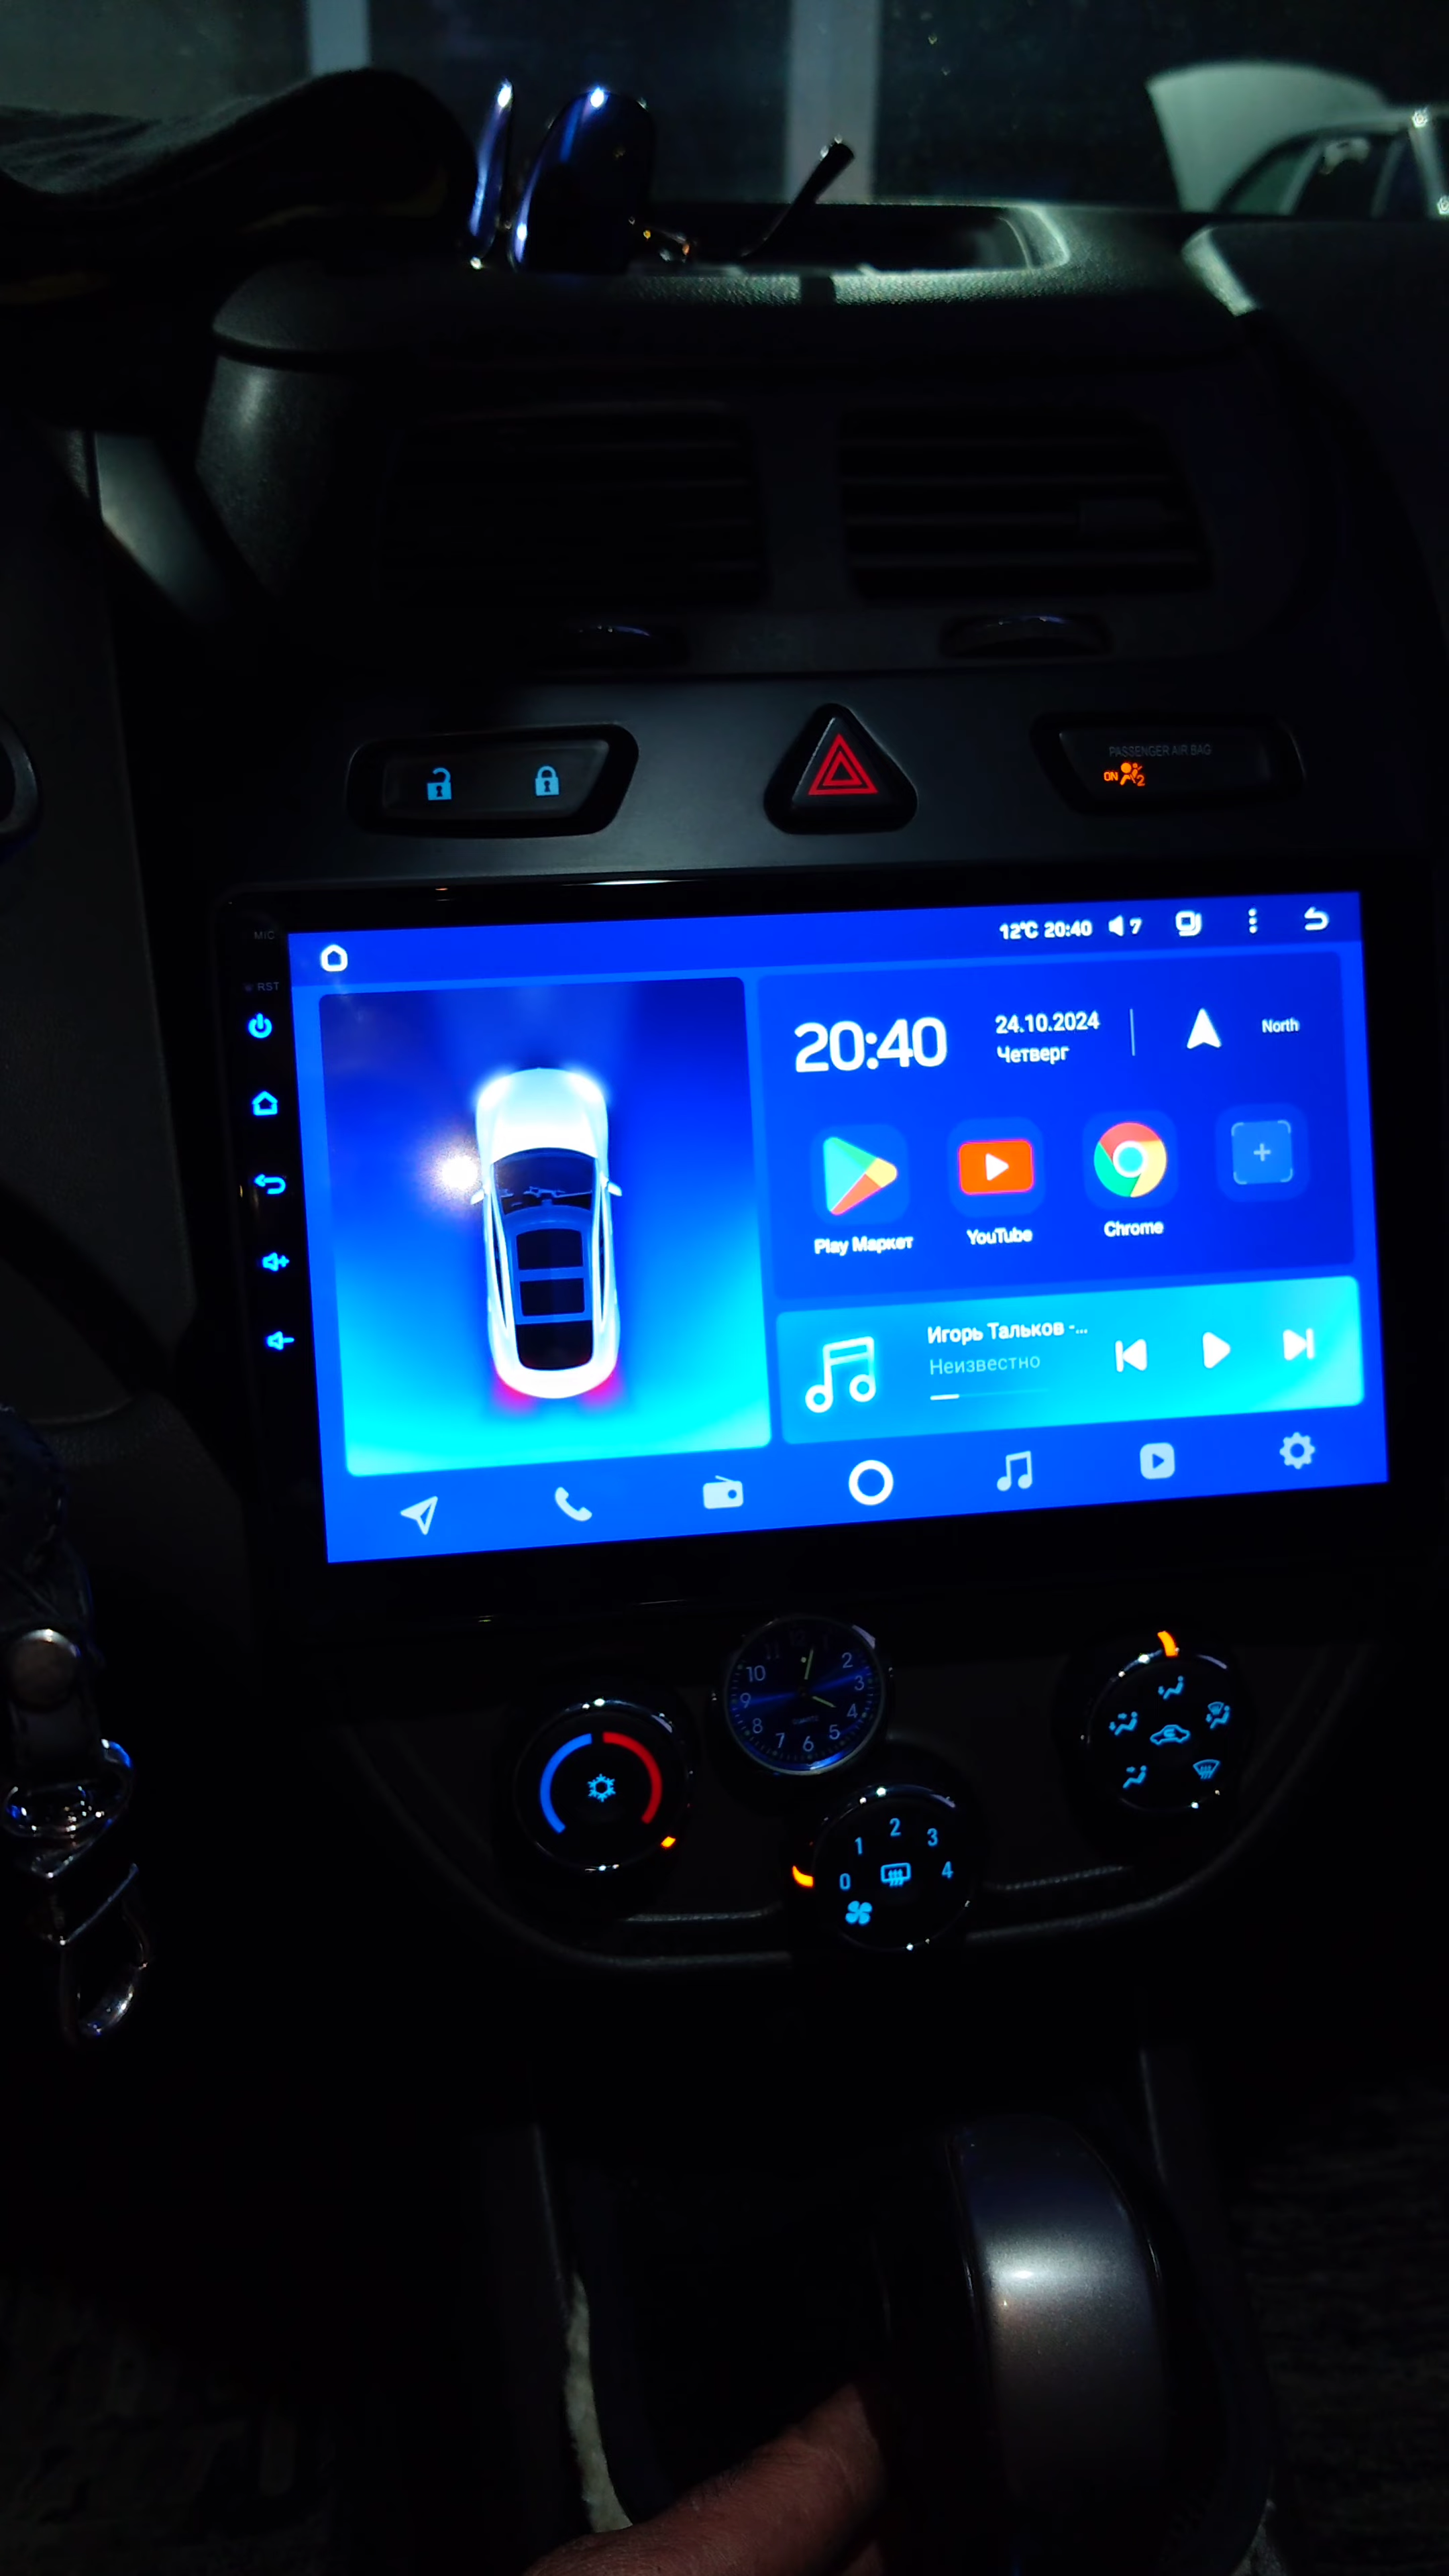 PASSENGER AIR BAG
ON 2
MIC
RST
12°C 20:40 7
20:40
24.10.2024
Четверг
North
Play Маркет
YouTube
Chrome
Игорь Тальков -...
Неизвестно
11 12 1
10 2
9 3
8 4
7 6 5
QUARTZ
0 1 2 3 4